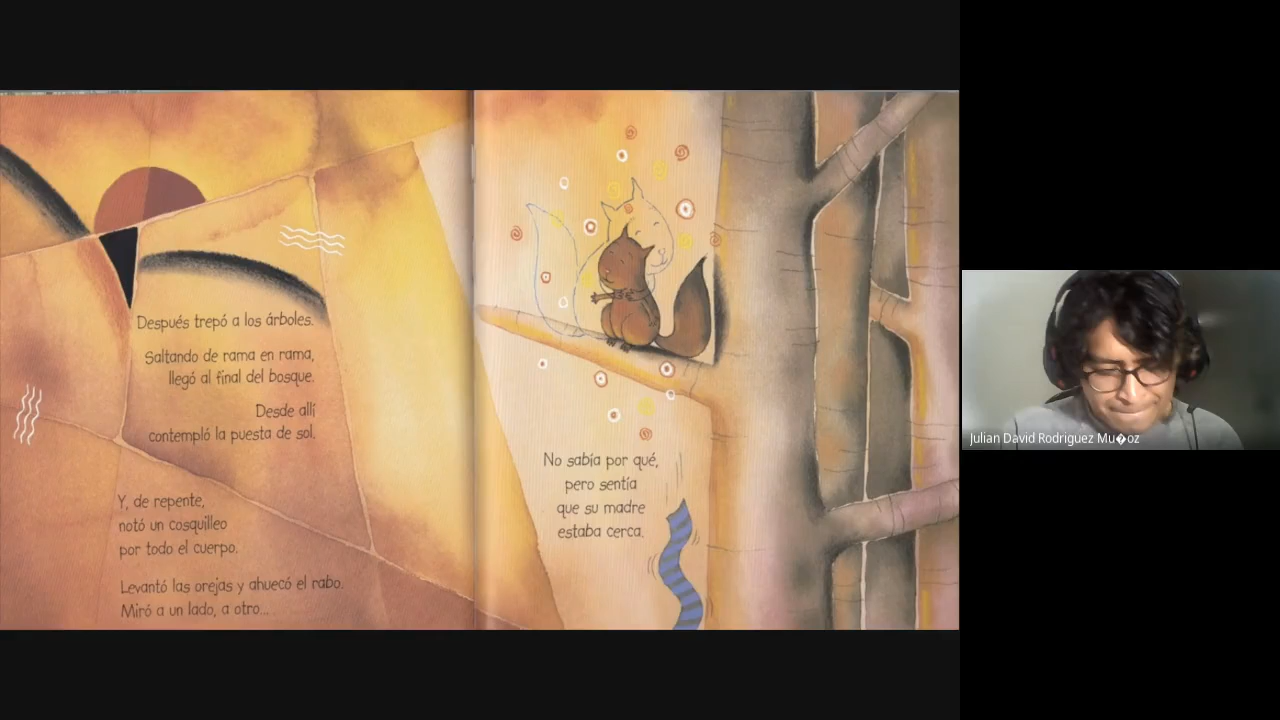 Después trepó a los árboles.
Saltando de rama en rama,
llegó al final del bosque.
Desde allí
contempló la puesta de sol.
Y, de repente,
notó un cosquilleo
por todo el cuerpo.
Levantó las orejas y ahuecó el rabo.
Miró a un lado, a otro...
No sabía por qué,
pero sentía
que su madre
estaba cerca.
Julian David Rodriguez Mu�oz